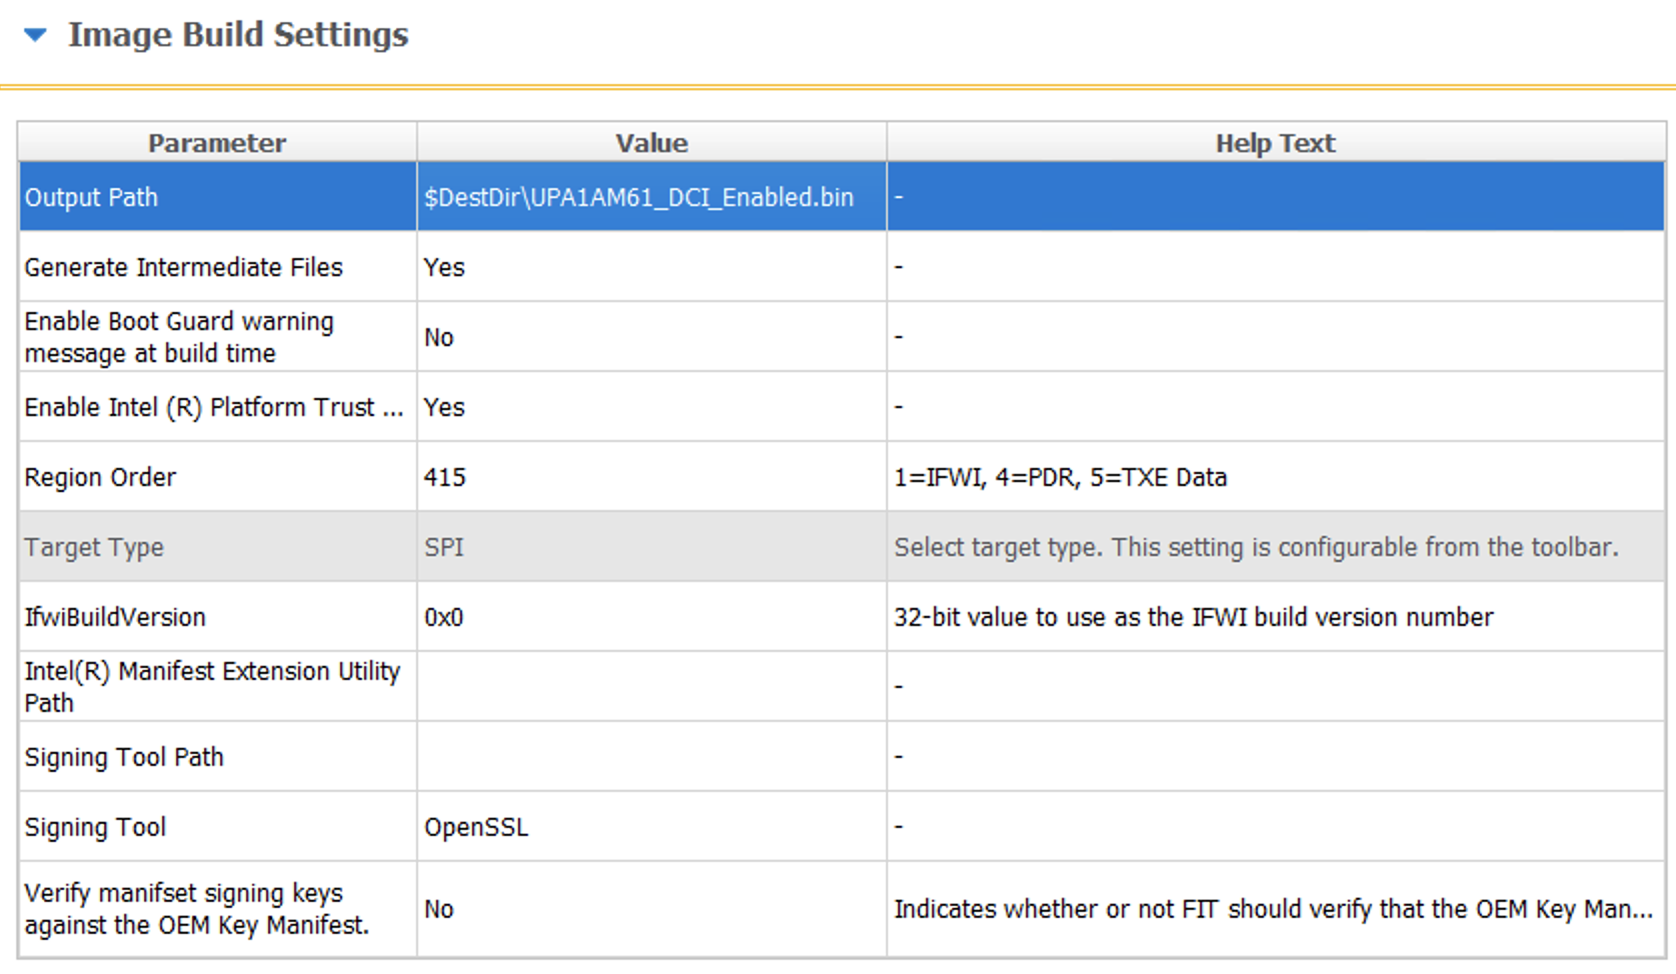 Image Build Settings
Parameter Value Help Text
Output Path $DestDir\UPA1AM61_DCI_Enabled.bin -
Generate Intermediate Files Yes -
Enable Boot Guard warning
message at build time No -
Enable Intel (R) Platform Trust ... Yes -
Region Order 415 1=IFWI, 4=PDR, 5=TXE Data
Target Type SPI Select target type. This setting is configurable from the toolbar.
IfwiBuildVersion 0x0 32-bit value to use as the IFWI build version number
Intel(R) Manifest Extension Utility
Path -
Signing Tool Path -
Signing Tool OpenSSL -
Verify manifset signing keys
against the OEM Key Manifest. No Indicates whether or not FIT should verify that the OEM Key Man...